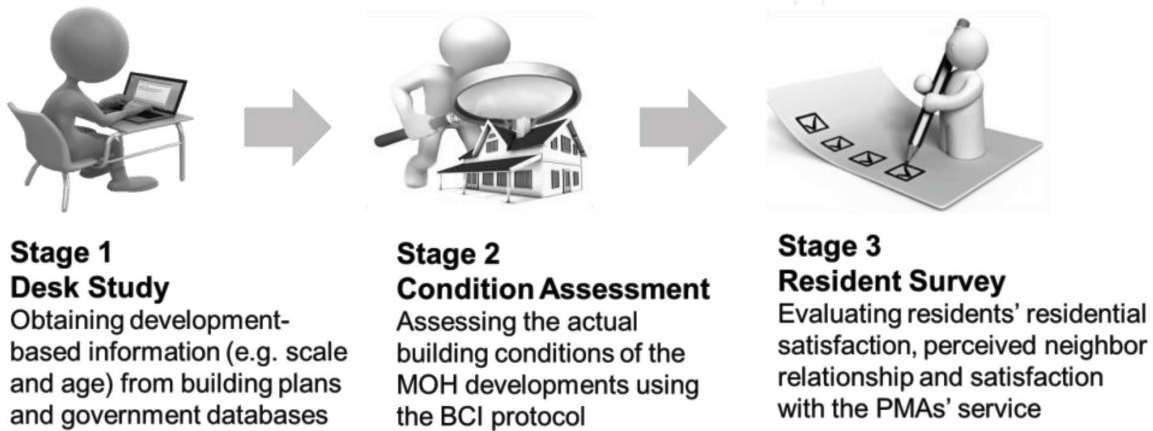 Stage 1
Desk Study
Obtaining development-
based information (e.g. scale
and age) from building plans
and government databases
Stage 2
Condition Assessment
Assessing the actual
building conditions of the
MOH developments using
the BCI protocol
Stage 3
Resident Survey
Evaluating residents' residential
satisfaction, perceived neighbor
relationship and satisfaction
with the PMAs' service